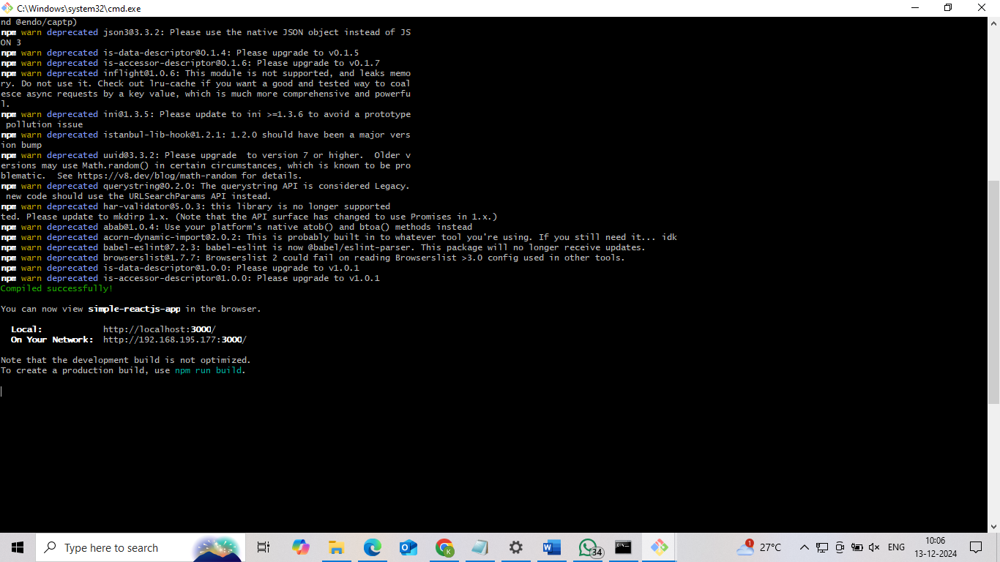 C:\Windows\system32\cmd.exe
nd @endo/captp)
npm warn deprecated json3@3.3.2: Please use the native JSON object instead of JS
ON 3
npm warn deprecated is-data-descriptor@0.1.4: Please upgrade to v0.1.5
npm warn deprecated is-accessor-descriptor@0.1.6: Please upgrade to v0.1.7
npm warn deprecated inflight@1.0.6: This module is not supported, and leaks memo
ry. Do not use it. Check out lru-cache if you want a good and tested way to coal
esce async requests by a key value, which is much more comprehensive and powerfu
l.
npm warn deprecated ini@1.3.5: Please update to ini >=1.3.6 to avoid a prototype
 pollution issue
npm warn deprecated istanbul-lib-hook@1.2.1: 1.2.0 should have been a major vers
ion bump
npm warn deprecated uuid@3.3.2: Please upgrade  to version 7 or higher.  Older v
ersions may use Math.random() in certain circumstances, which is known to be pro
blematic.  See https://v8.dev/blog/math-random for details.
npm warn deprecated querystring@0.2.0: The querystring API is considered Legacy.
 new code should use the URLSearchParams API instead.
npm warn deprecated har-validator@5.0.3: this library is no longer supported
ted. Please update to mkdirp 1.x. (Note that the API surface has changed to use Promises in 1.x.)
npm warn deprecated abab@1.0.4: Use your platform's native atob() and btoa() methods instead
npm warn deprecated acorn-dynamic-import@2.0.2: This is probably built in to whatever tool you're using. If you still need it... idk
npm warn deprecated babel-eslint@7.2.3: babel-eslint is now @babel/eslint-parser. This package will no longer receive updates.
npm warn deprecated browserslist@1.7.7: Browserslist 2 could fail on reading Browserslist >3.0 config used in other tools.
npm warn deprecated is-data-descriptor@1.0.0: Please upgrade to v1.0.1
npm warn deprecated is-accessor-descriptor@1.0.0: Please upgrade to v1.0.1
Compiled successfully!
You can now view simple-reactjs-app in the browser.
Local: http://localhost:3000/
On Your Network: http://192.168.195.177:3000/
Note that the development build is not optimized.
To create a production build, use npm run build.
Type here to search
K
34
1
27°C
ENG
10:06
13-12-2024